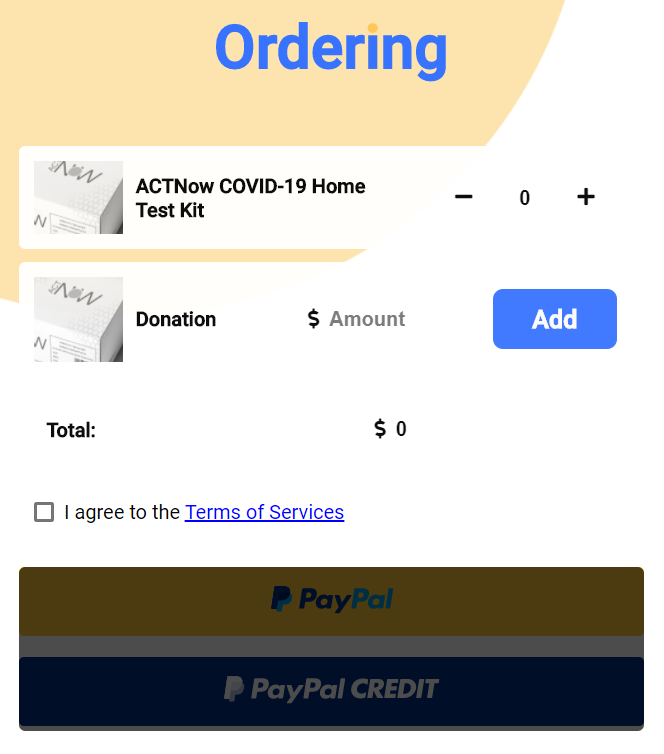 Ordering
ACTNow COVID-19 Home
Test Kit
− 0 +
Donation $ Amount Add
Total: $ 0
I agree to the Terms of Services
PayPal
PayPal CREDIT